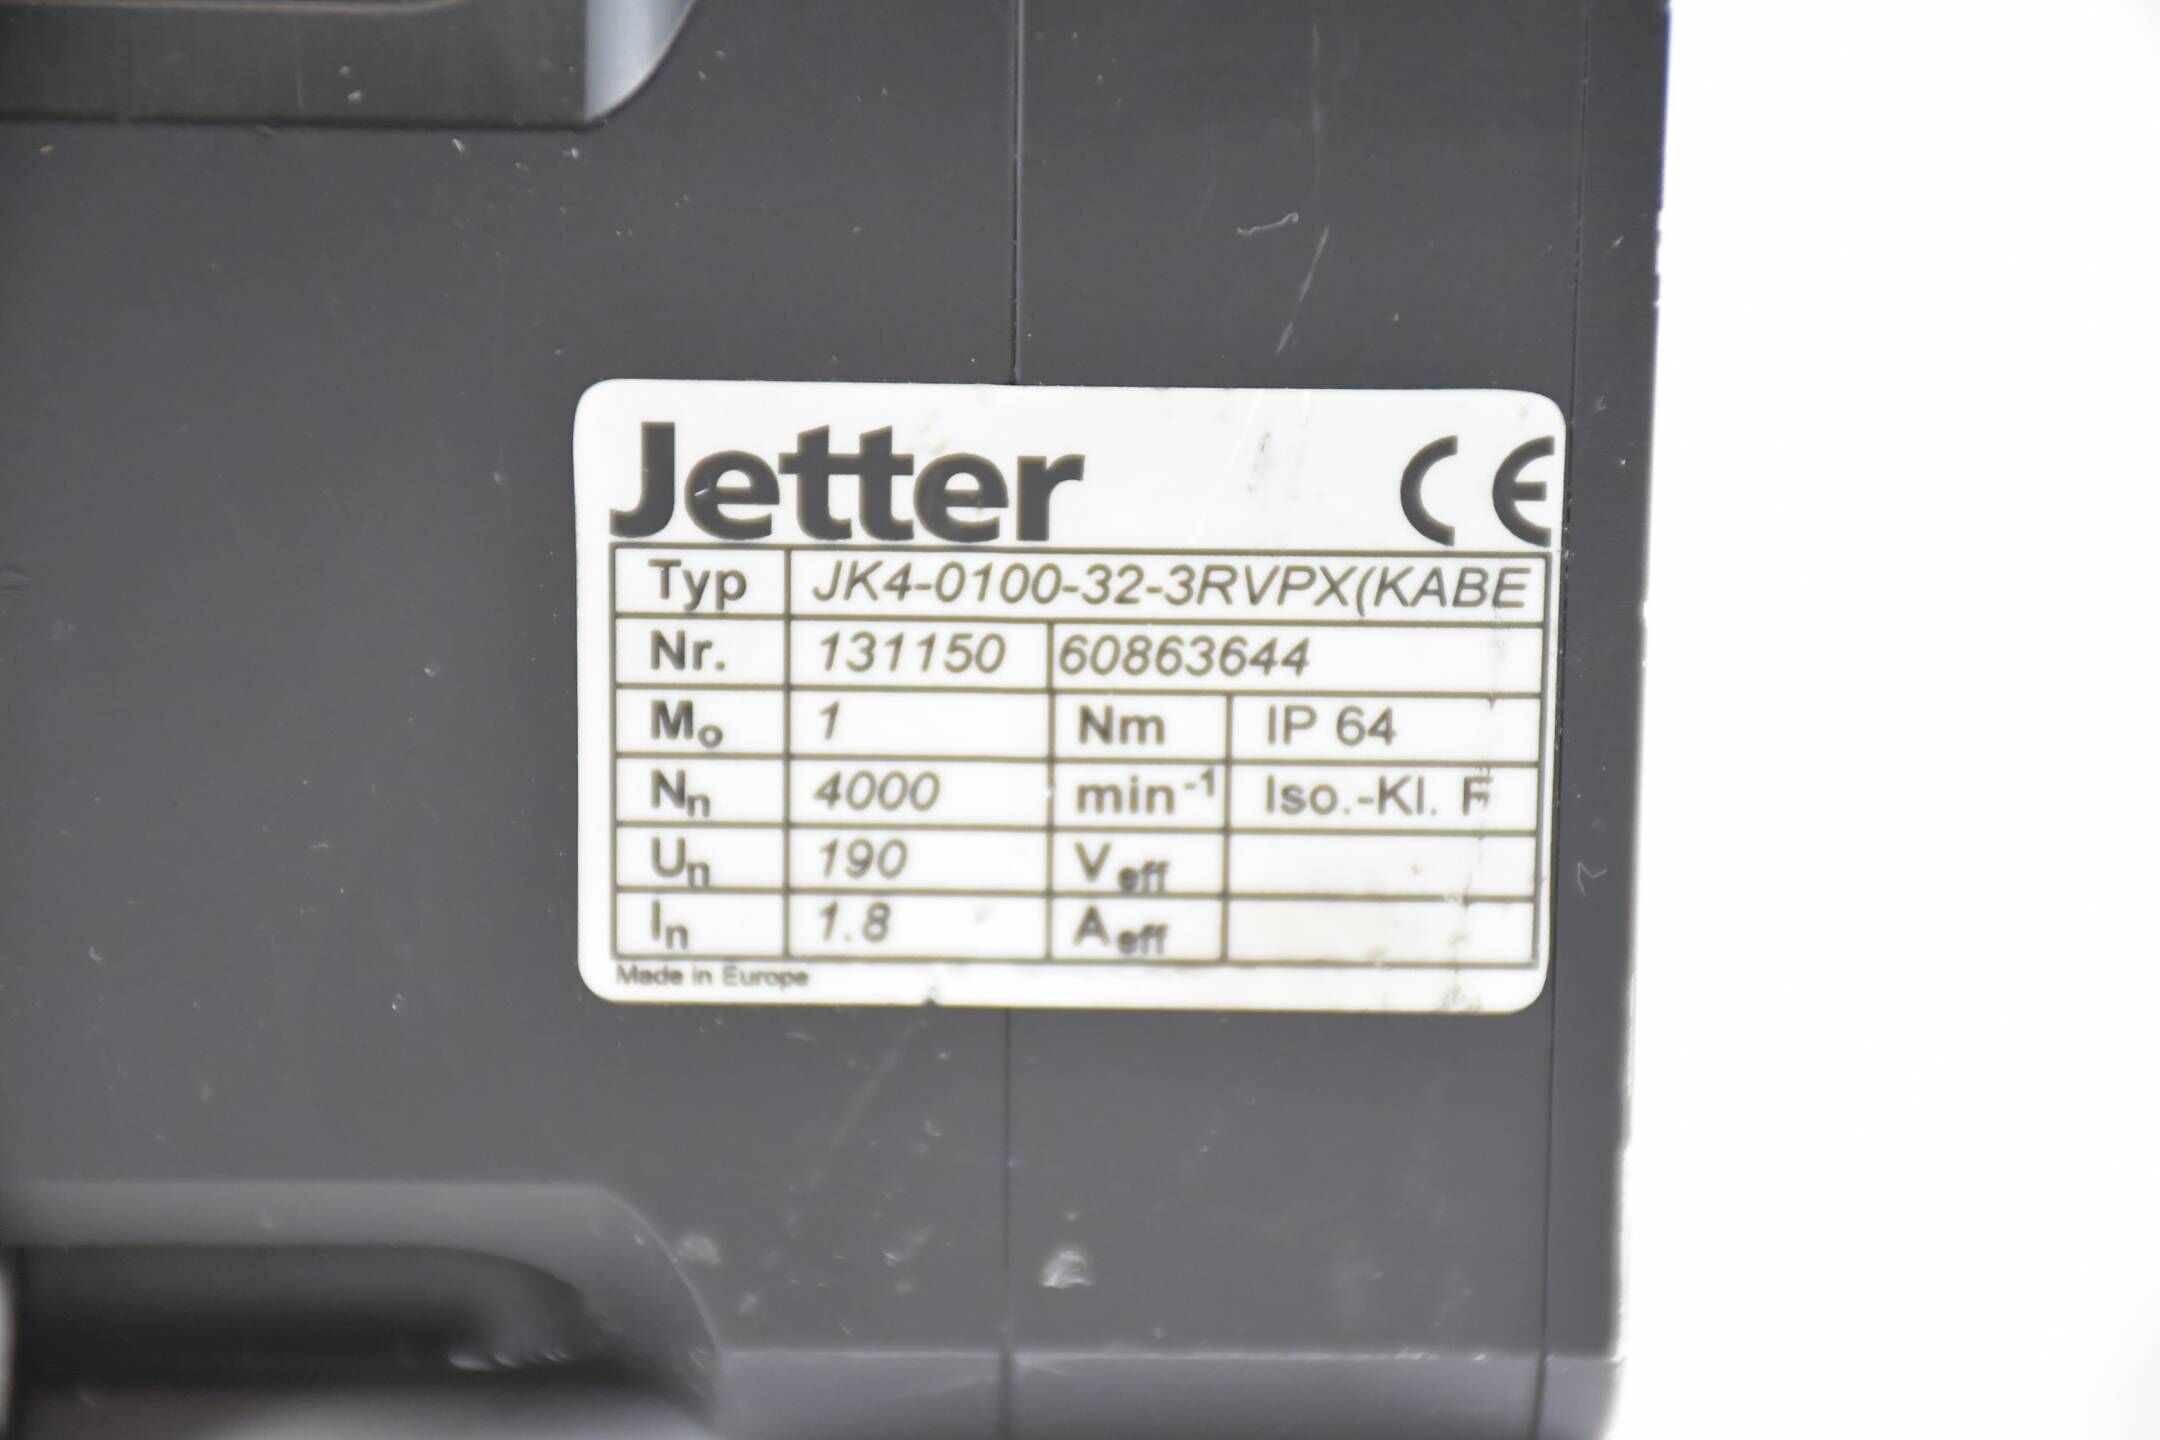 Jetter CE
Typ JK4-0100-32-3RVPX(KABE
Nr. 131150 60863644
Mo 1 Nm IP 64
Nn 4000 min-1 Iso.-Kl. F
Un 190 Veff
In 1.8 Aeff
Made in Europe